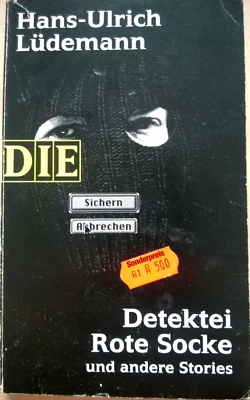 Hans-Ulrich
Lüdemann
DIE
Sichern
Abbrechen
Sonderpreis
Detektei
Rote Socke
und andere Stories